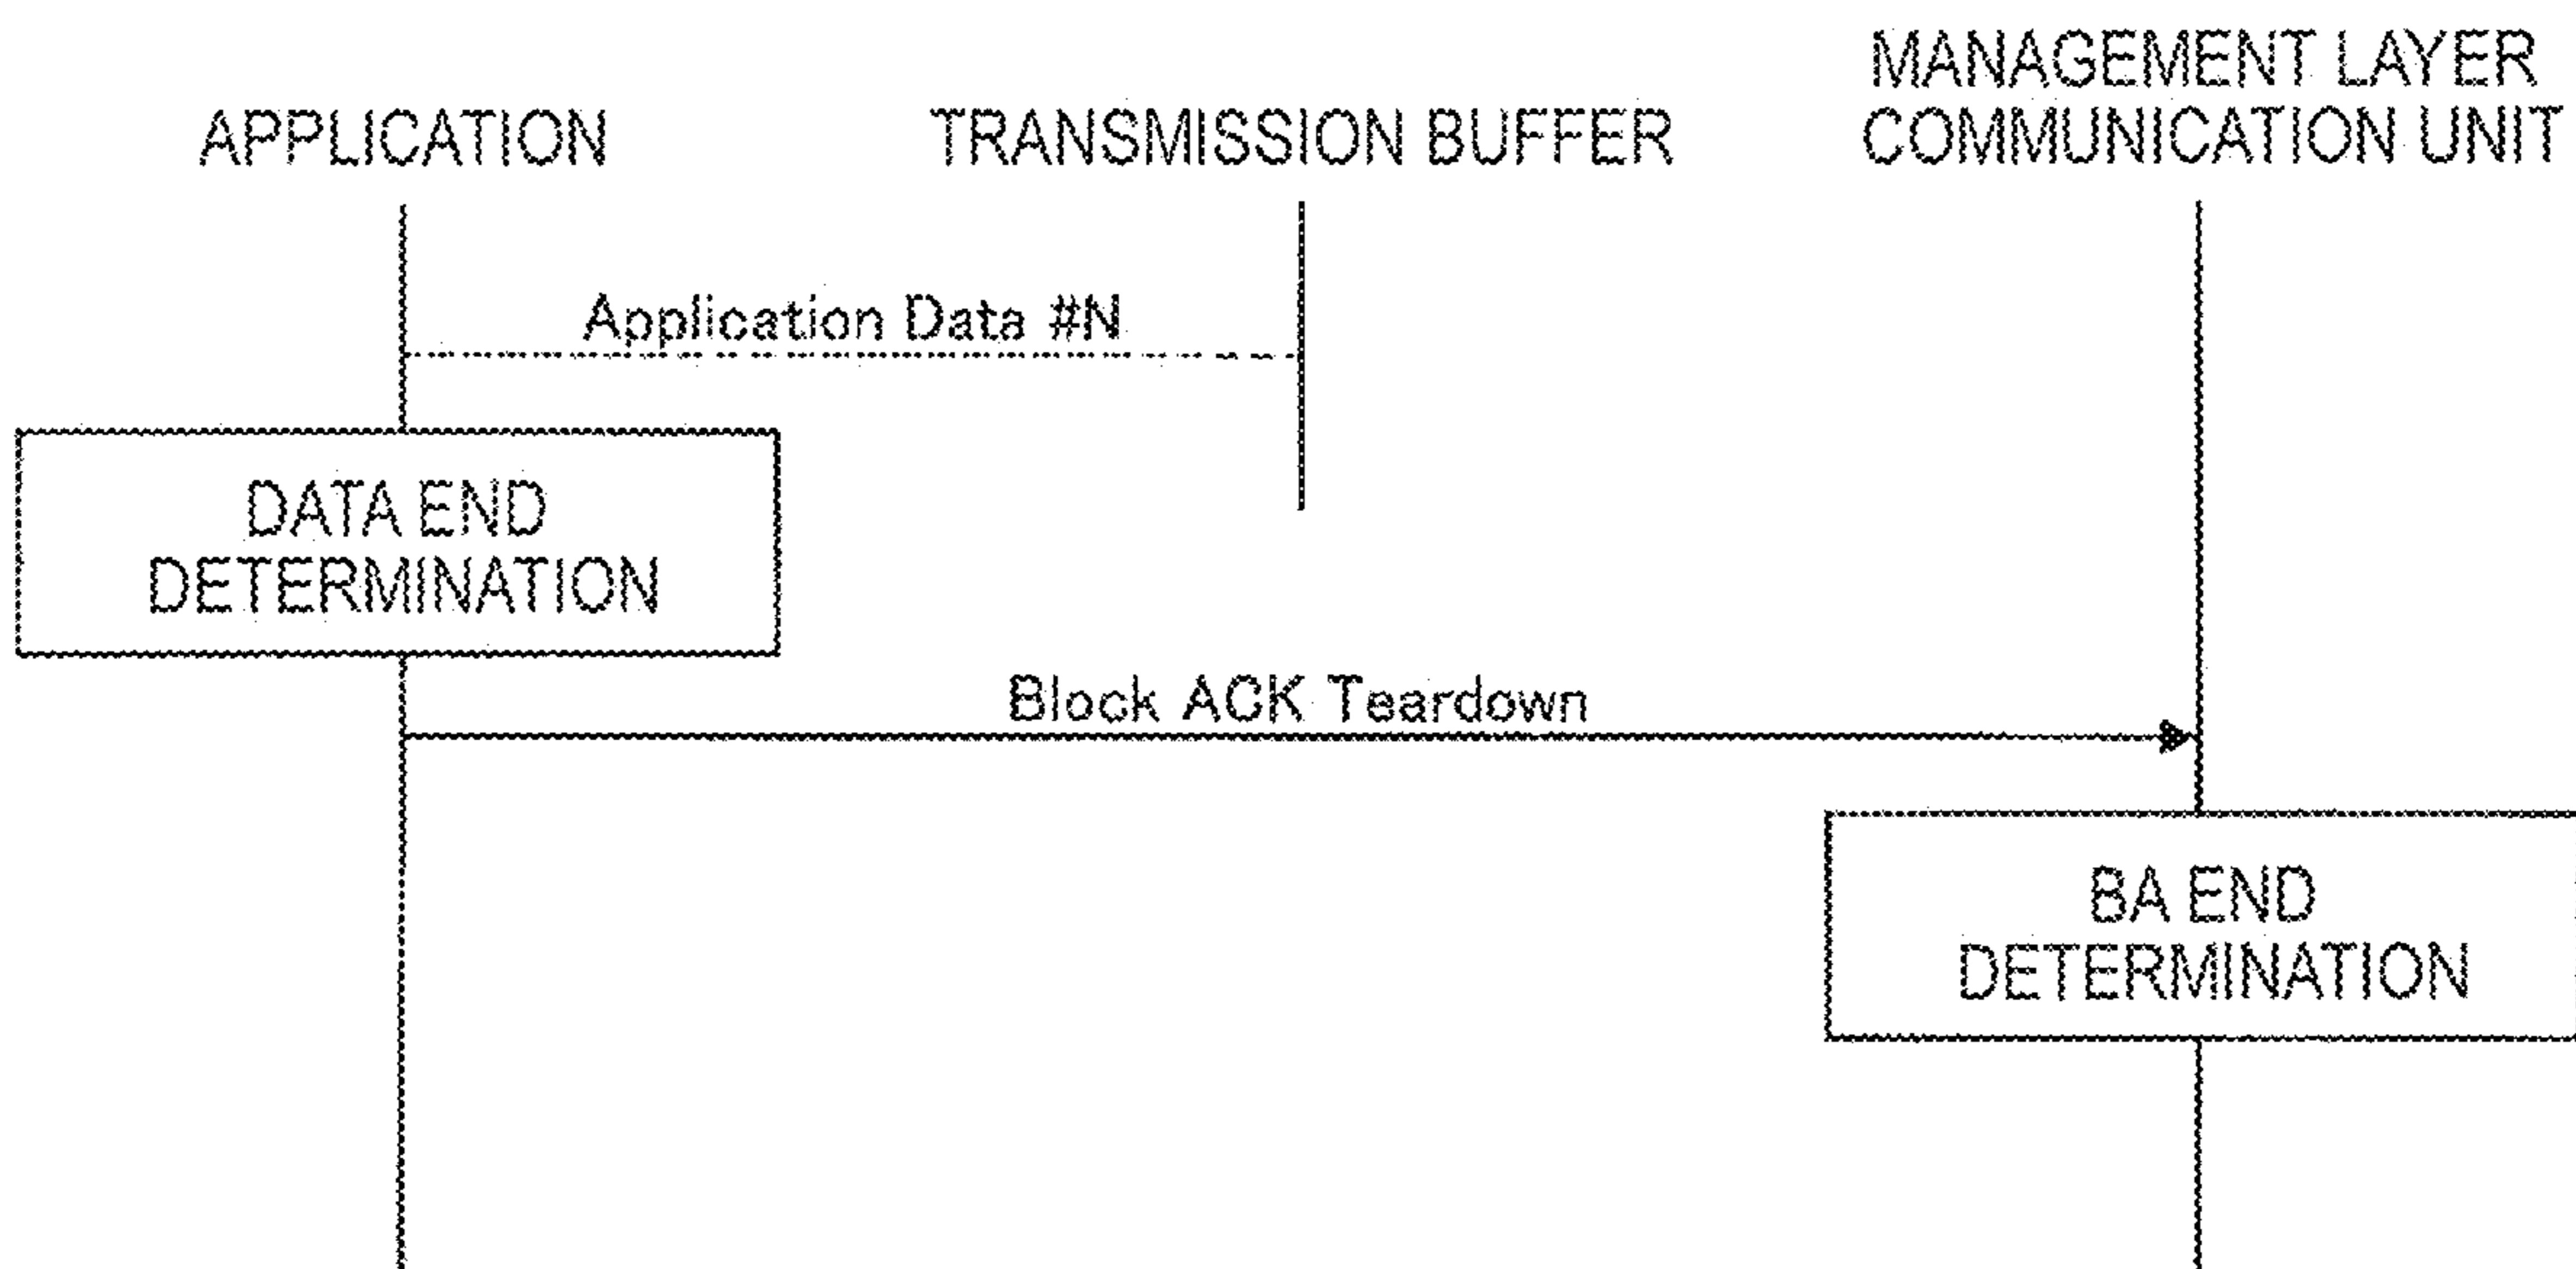 APPLICATION
TRANSMISSION BUFFER
MANAGEMENT LAYER
COMMUNICATION UNIT
Application Data #N
DATA END
DETERMINATION
Block ACK Teardown
BA END
DETERMINATION